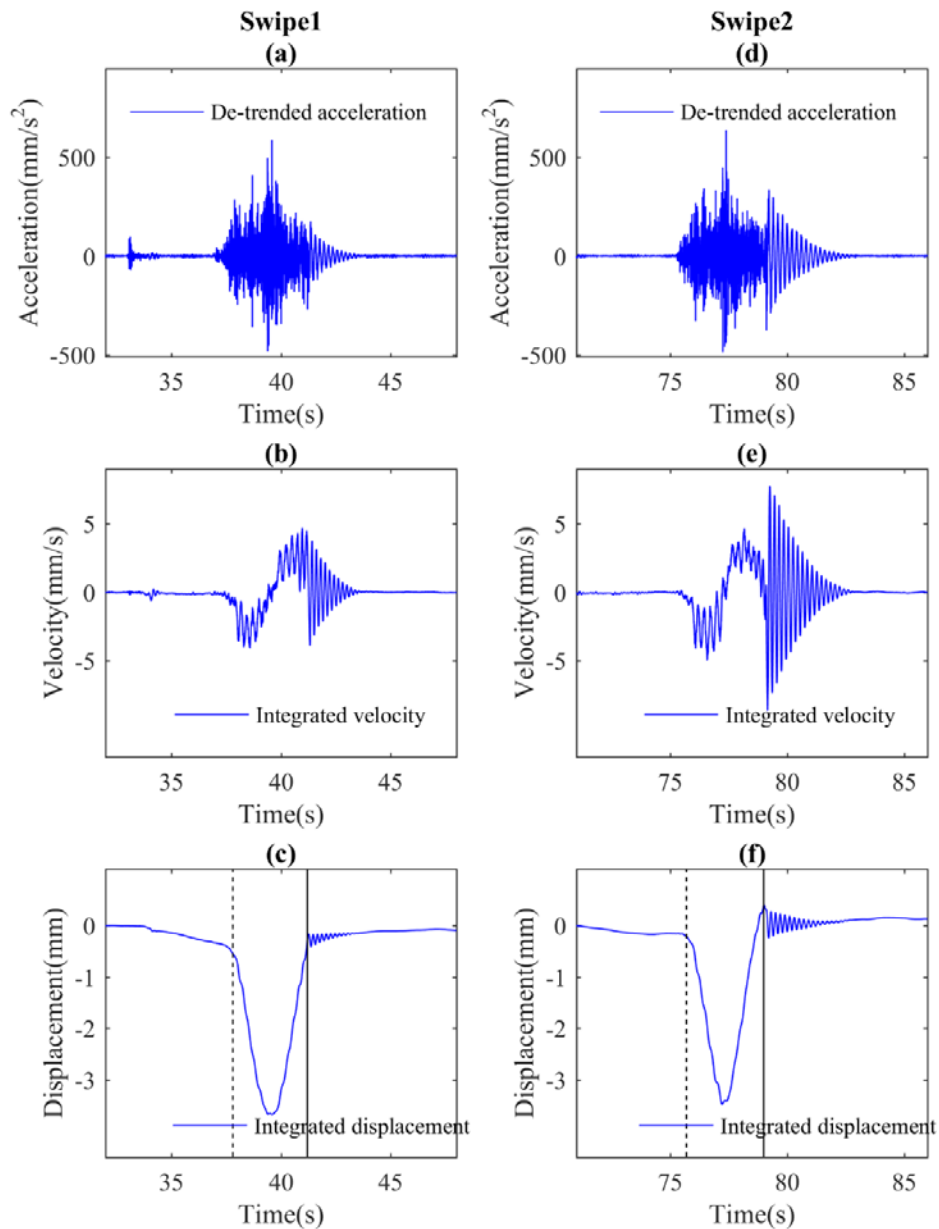 Swipe1
(a)
De-trended acceleration
Acceleration(mm/s²)
500
0
-500
35
40
45
Time(s)
Swipe2
(d)
De-trended acceleration
Acceleration(mm/s²)
500
0
-500
75
80
85
Time(s)
(b)
Integrated velocity
Velocity(mm/s)
5
0
-5
35
40
45
Time(s)
(e)
Integrated velocity
Velocity(mm/s)
5
0
-5
75
80
85
Time(s)
(c)
Integrated displacement
Displacement(mm)
0
-1
-2
-3
35
40
45
Time(s)
(f)
Integrated displacement
Displacement(mm)
0
-1
-2
-3
75
80
85
Time(s)